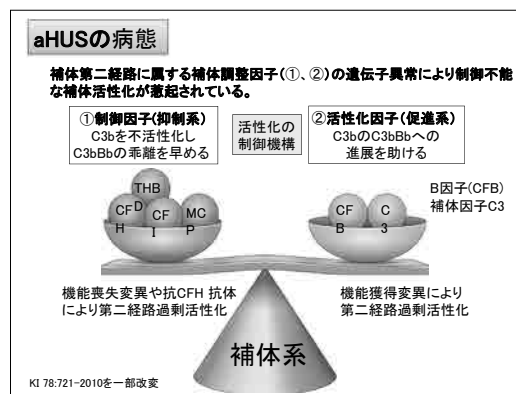 aHUSの病態
補体第二経路に属する補体調整因子(①、②)の遺伝子異常により制御不能
な補体活性化が惹起されている。
①制御因子(抑制系)
C3bを不活性化し
C3bBbの乖離を早める
活性化の
制御機構
②活性化因子(促進系)
C3bのC3bBbへの
進展を助ける
THB
D
CF
H
CF
I
MC
P
CF
B
C
3
B因子(CFB)
補体因子C3
機能喪失変異や抗CFH 抗体
により第二経路過剰活性化
機能獲得変異により
第二経路過剰活性化
補体系
KI 78:721-2010を一部改変